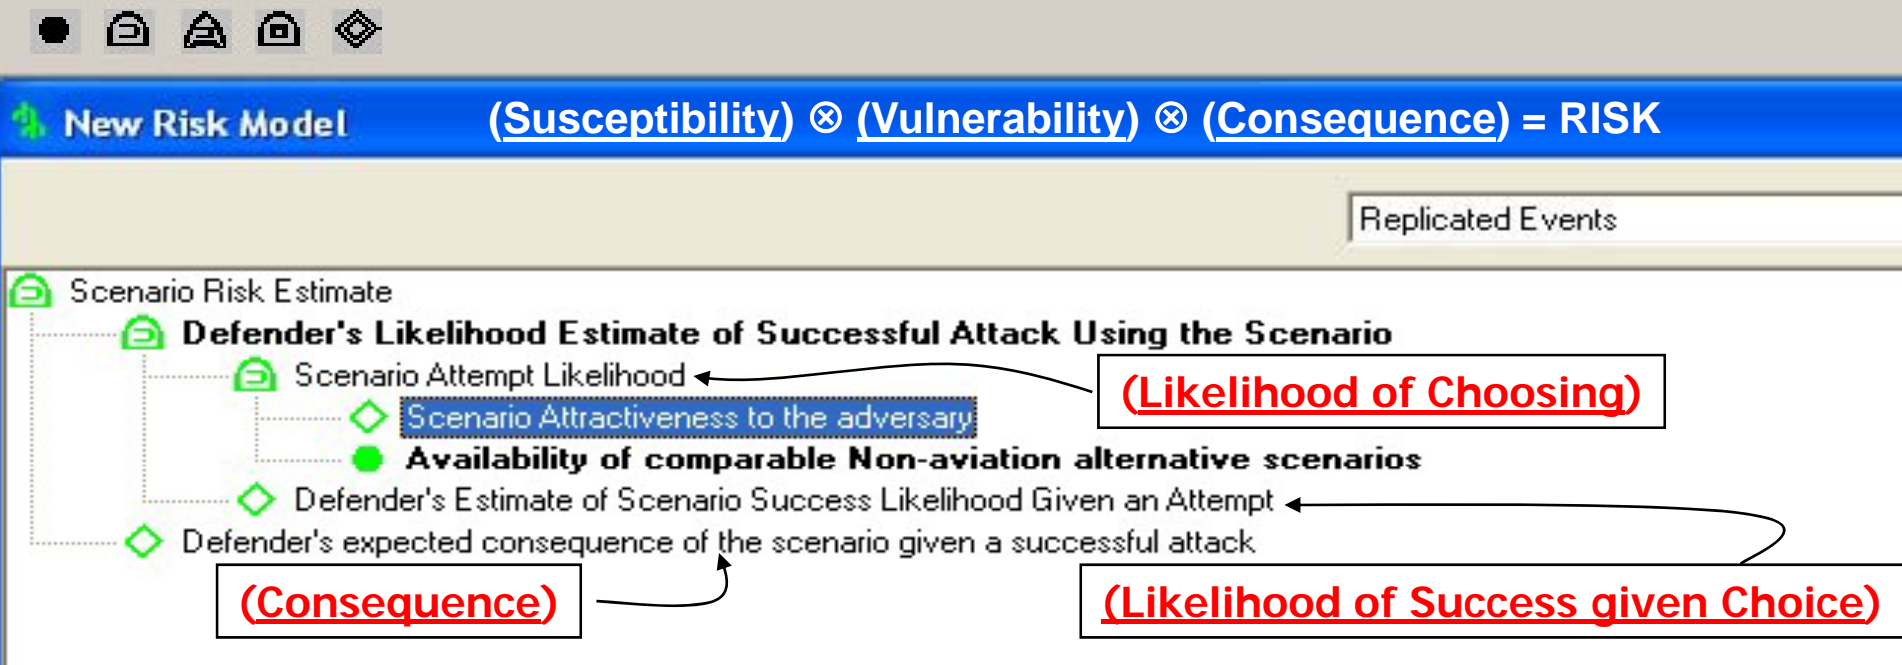 New Risk Model (Susceptibility) ⊗ (Vulnerability) ⊗ (Consequence) = RISK
Replicated Events
Scenario Risk Estimate
Defender's Likelihood Estimate of Successful Attack Using the Scenario
Scenario Attempt Likelihood
(Likelihood of Choosing)
Scenario Attractiveness to the adversary
Availability of comparable Non-aviation alternative scenarios
Defender's Estimate of Scenario Success Likelihood Given an Attempt
Defender's expected consequence of the scenario given a successful attack
(Consequence)
(Likelihood of Success given Choice)